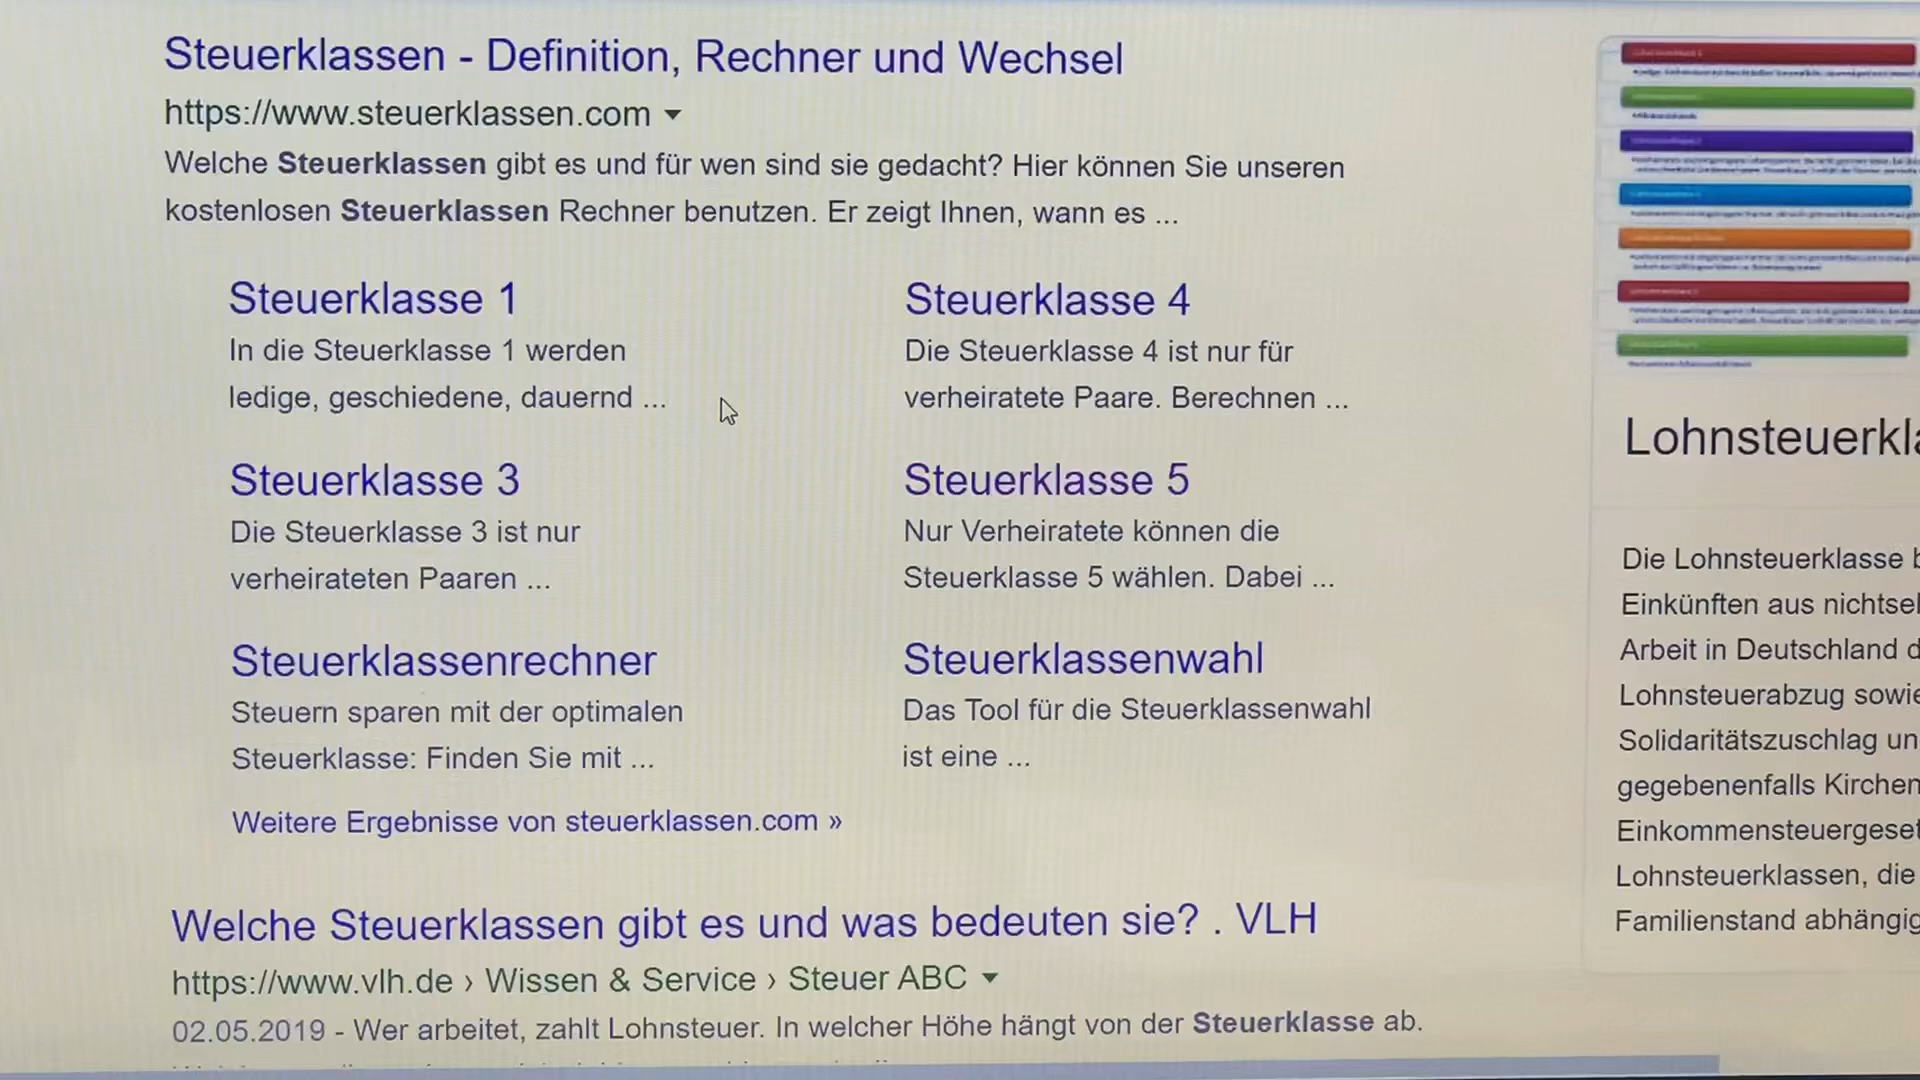 Steuerklassen - Definition, Rechner und Wechsel
https://www.steuerklassen.com
Welche Steuerklassen gibt es und für wen sind sie gedacht? Hier können Sie unseren
kostenlosen Steuerklassen Rechner benutzen. Er zeigt Ihnen, wann es ...
Steuerklasse 1
In die Steuerklasse 1 werden
ledige, geschiedene, dauernd ...
Steuerklasse 4
Die Steuerklasse 4 ist nur für
verheiratete Paare. Berechnen ...
Steuerklasse 3
Die Steuerklasse 3 ist nur
verheirateten Paaren ...
Steuerklasse 5
Nur Verheiratete können die
Steuerklasse 5 wählen. Dabei ...
Steuerklassenrechner
Steuern sparen mit der optimalen
Steuerklasse: Finden Sie mit ...
Steuerklassenwahl
Das Tool für die Steuerklassenwahl
ist eine ...
Weitere Ergebnisse von steuerklassen.com »
Welche Steuerklassen gibt es und was bedeuten sie? . VLH
https://www.vlh.de › Wissen & Service › Steuer ABC
02.05.2019 - Wer arbeitet, zahlt Lohnsteuer. In welcher Höhe hängt von der Steuerklasse ab.
Lohnsteuerkla
Die Lohnsteuerklasse b
Einkünften aus nichtsel
Arbeit in Deutschland d
Lohnsteuerabzug sowie
Solidaritätszuschlag un
gegebenenfalls Kirchen
Einkommensteuergeset
Lohnsteuerklassen, die
Familienstand abhängig